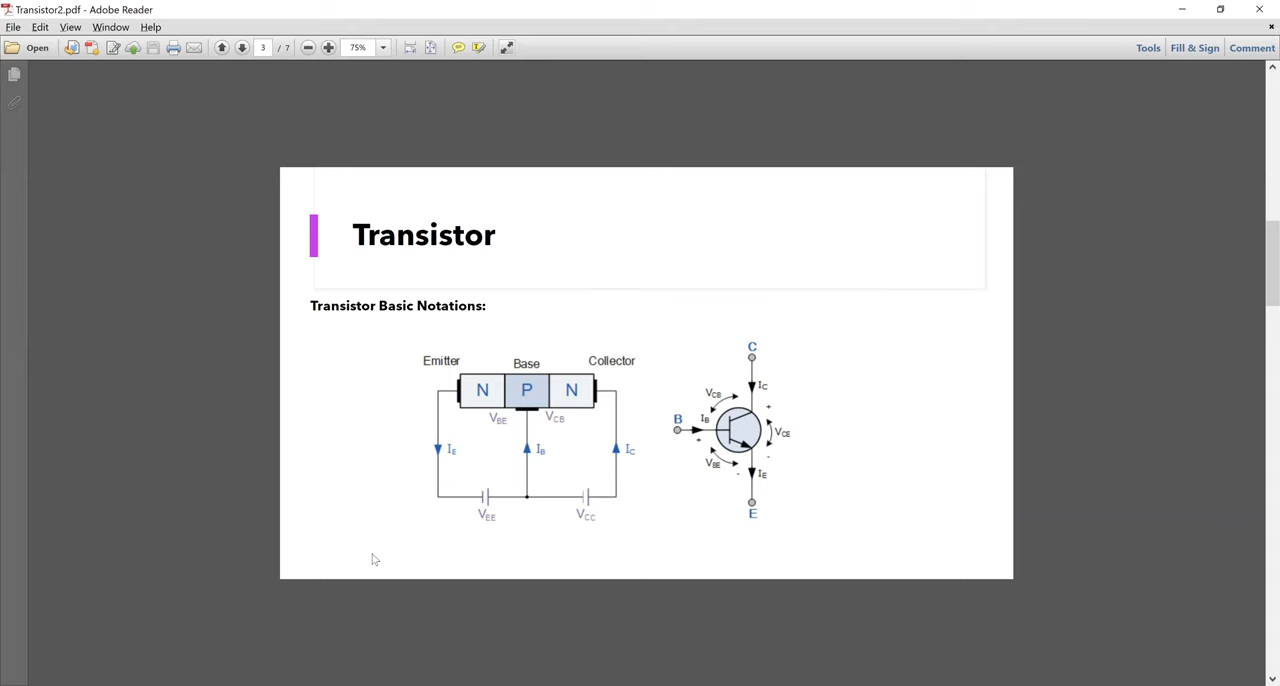 Transistor2.pdf - Adobe Reader
File Edit View Window Help
Open 3 / 7 75% Tools Fill & Sign Comment
Transistor
Transistor Basic Notations:
Emitter Base Collector
N P N
VBE VCB
IE IB IC
VEE VCC
C
IC
VCB
+
B IB
VCE
+
VBE
-
-
IE
E